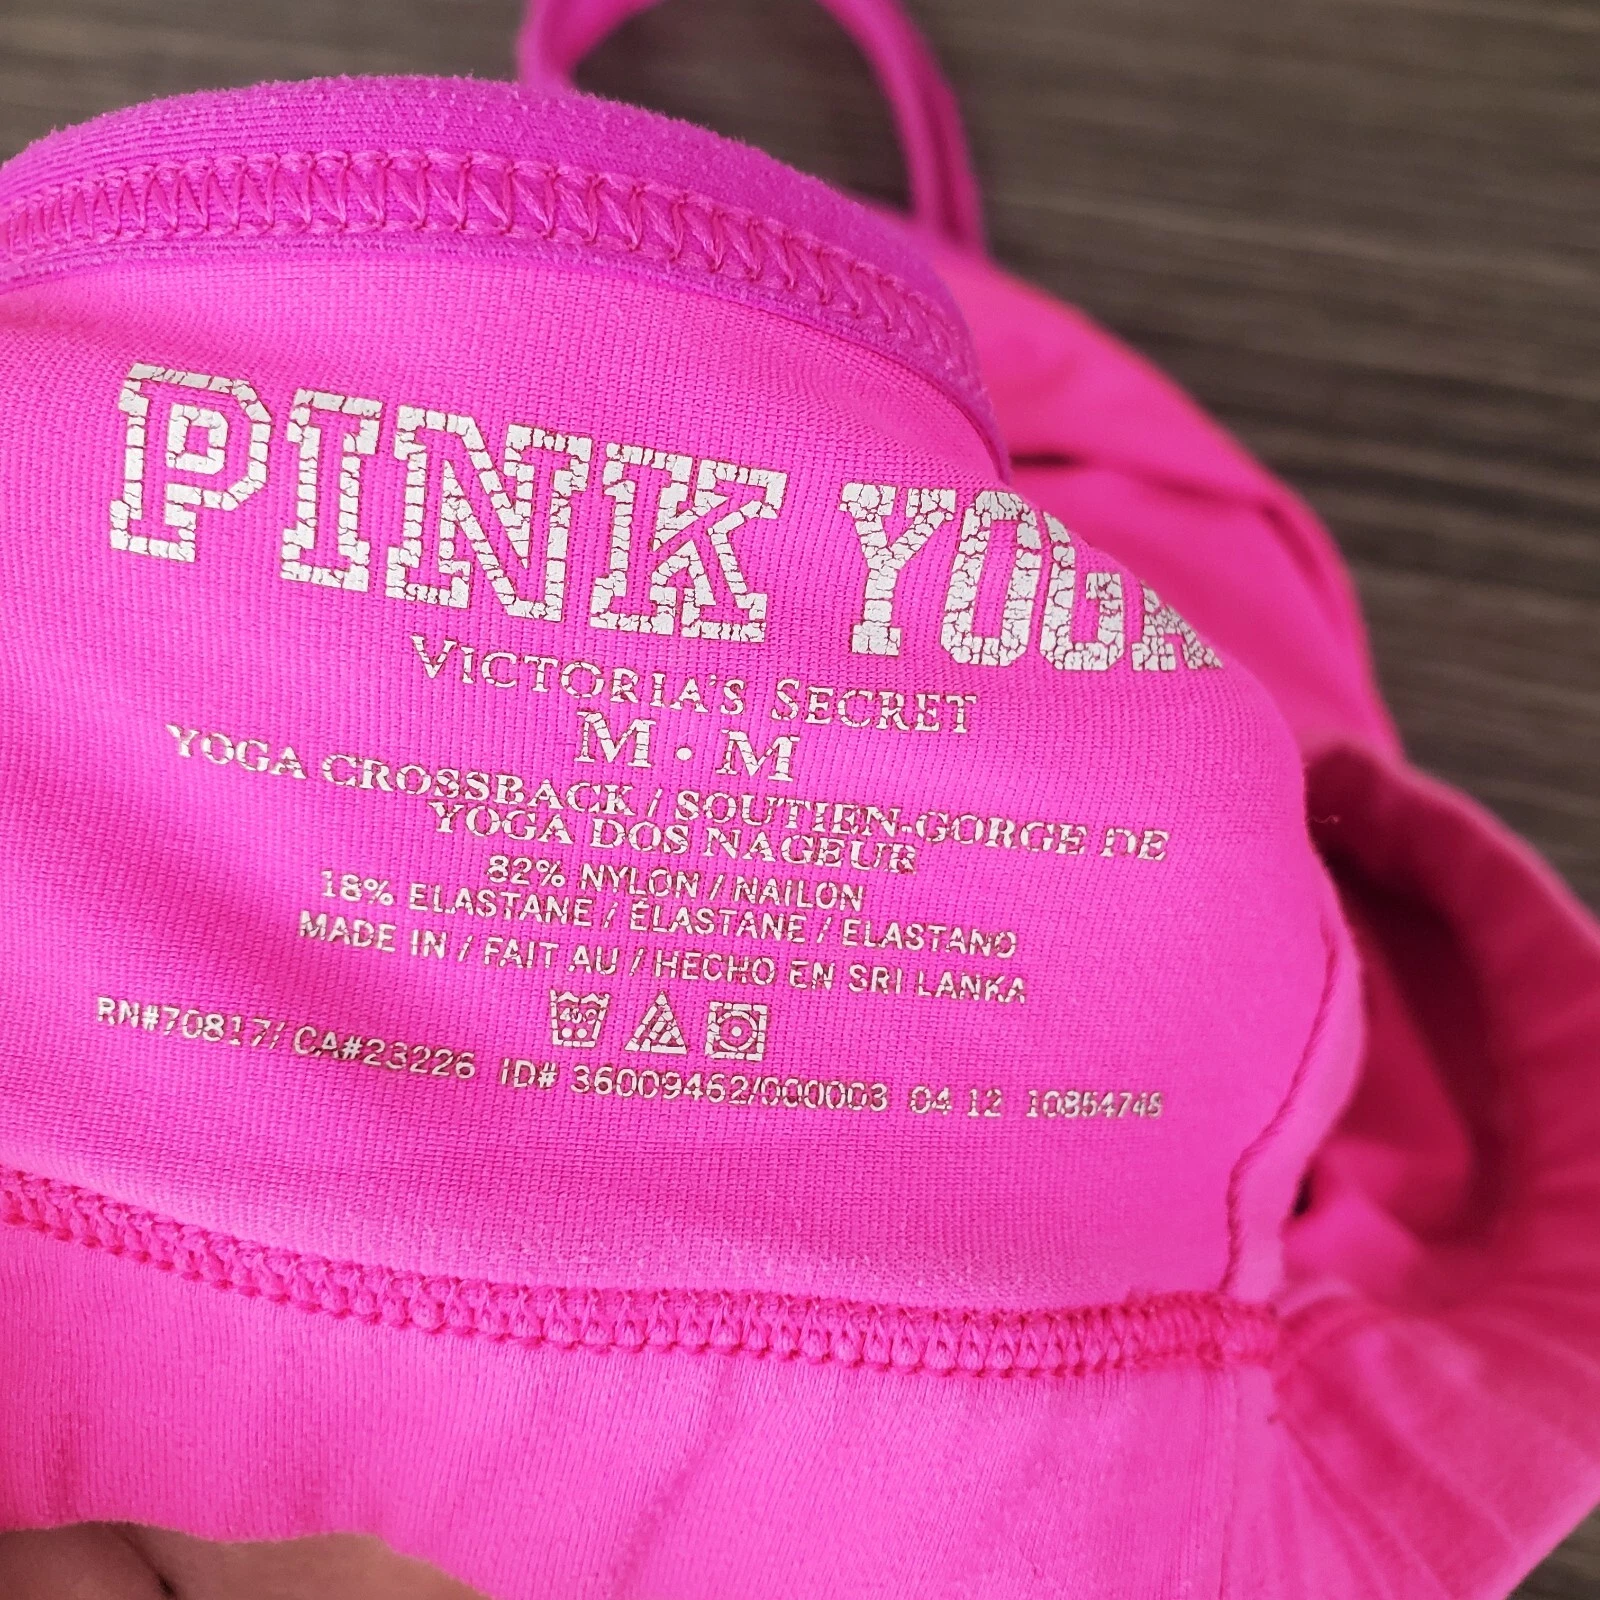 PINK YOGA
VICTORIA'S SECRET
M • M
YOGA CROSSBACK / SOUTIEN-GORGE DE
YOGA DOS NAGEUR
82% NYLON / NAILON
18% ELASTANE / ÉLASTANE / ELASTANO
MADE IN / FAIT AU / HECHO EN SRI LANKA
40C
RN#70817/ CA#23226 ID# 36009462/000003 04 12 10854748